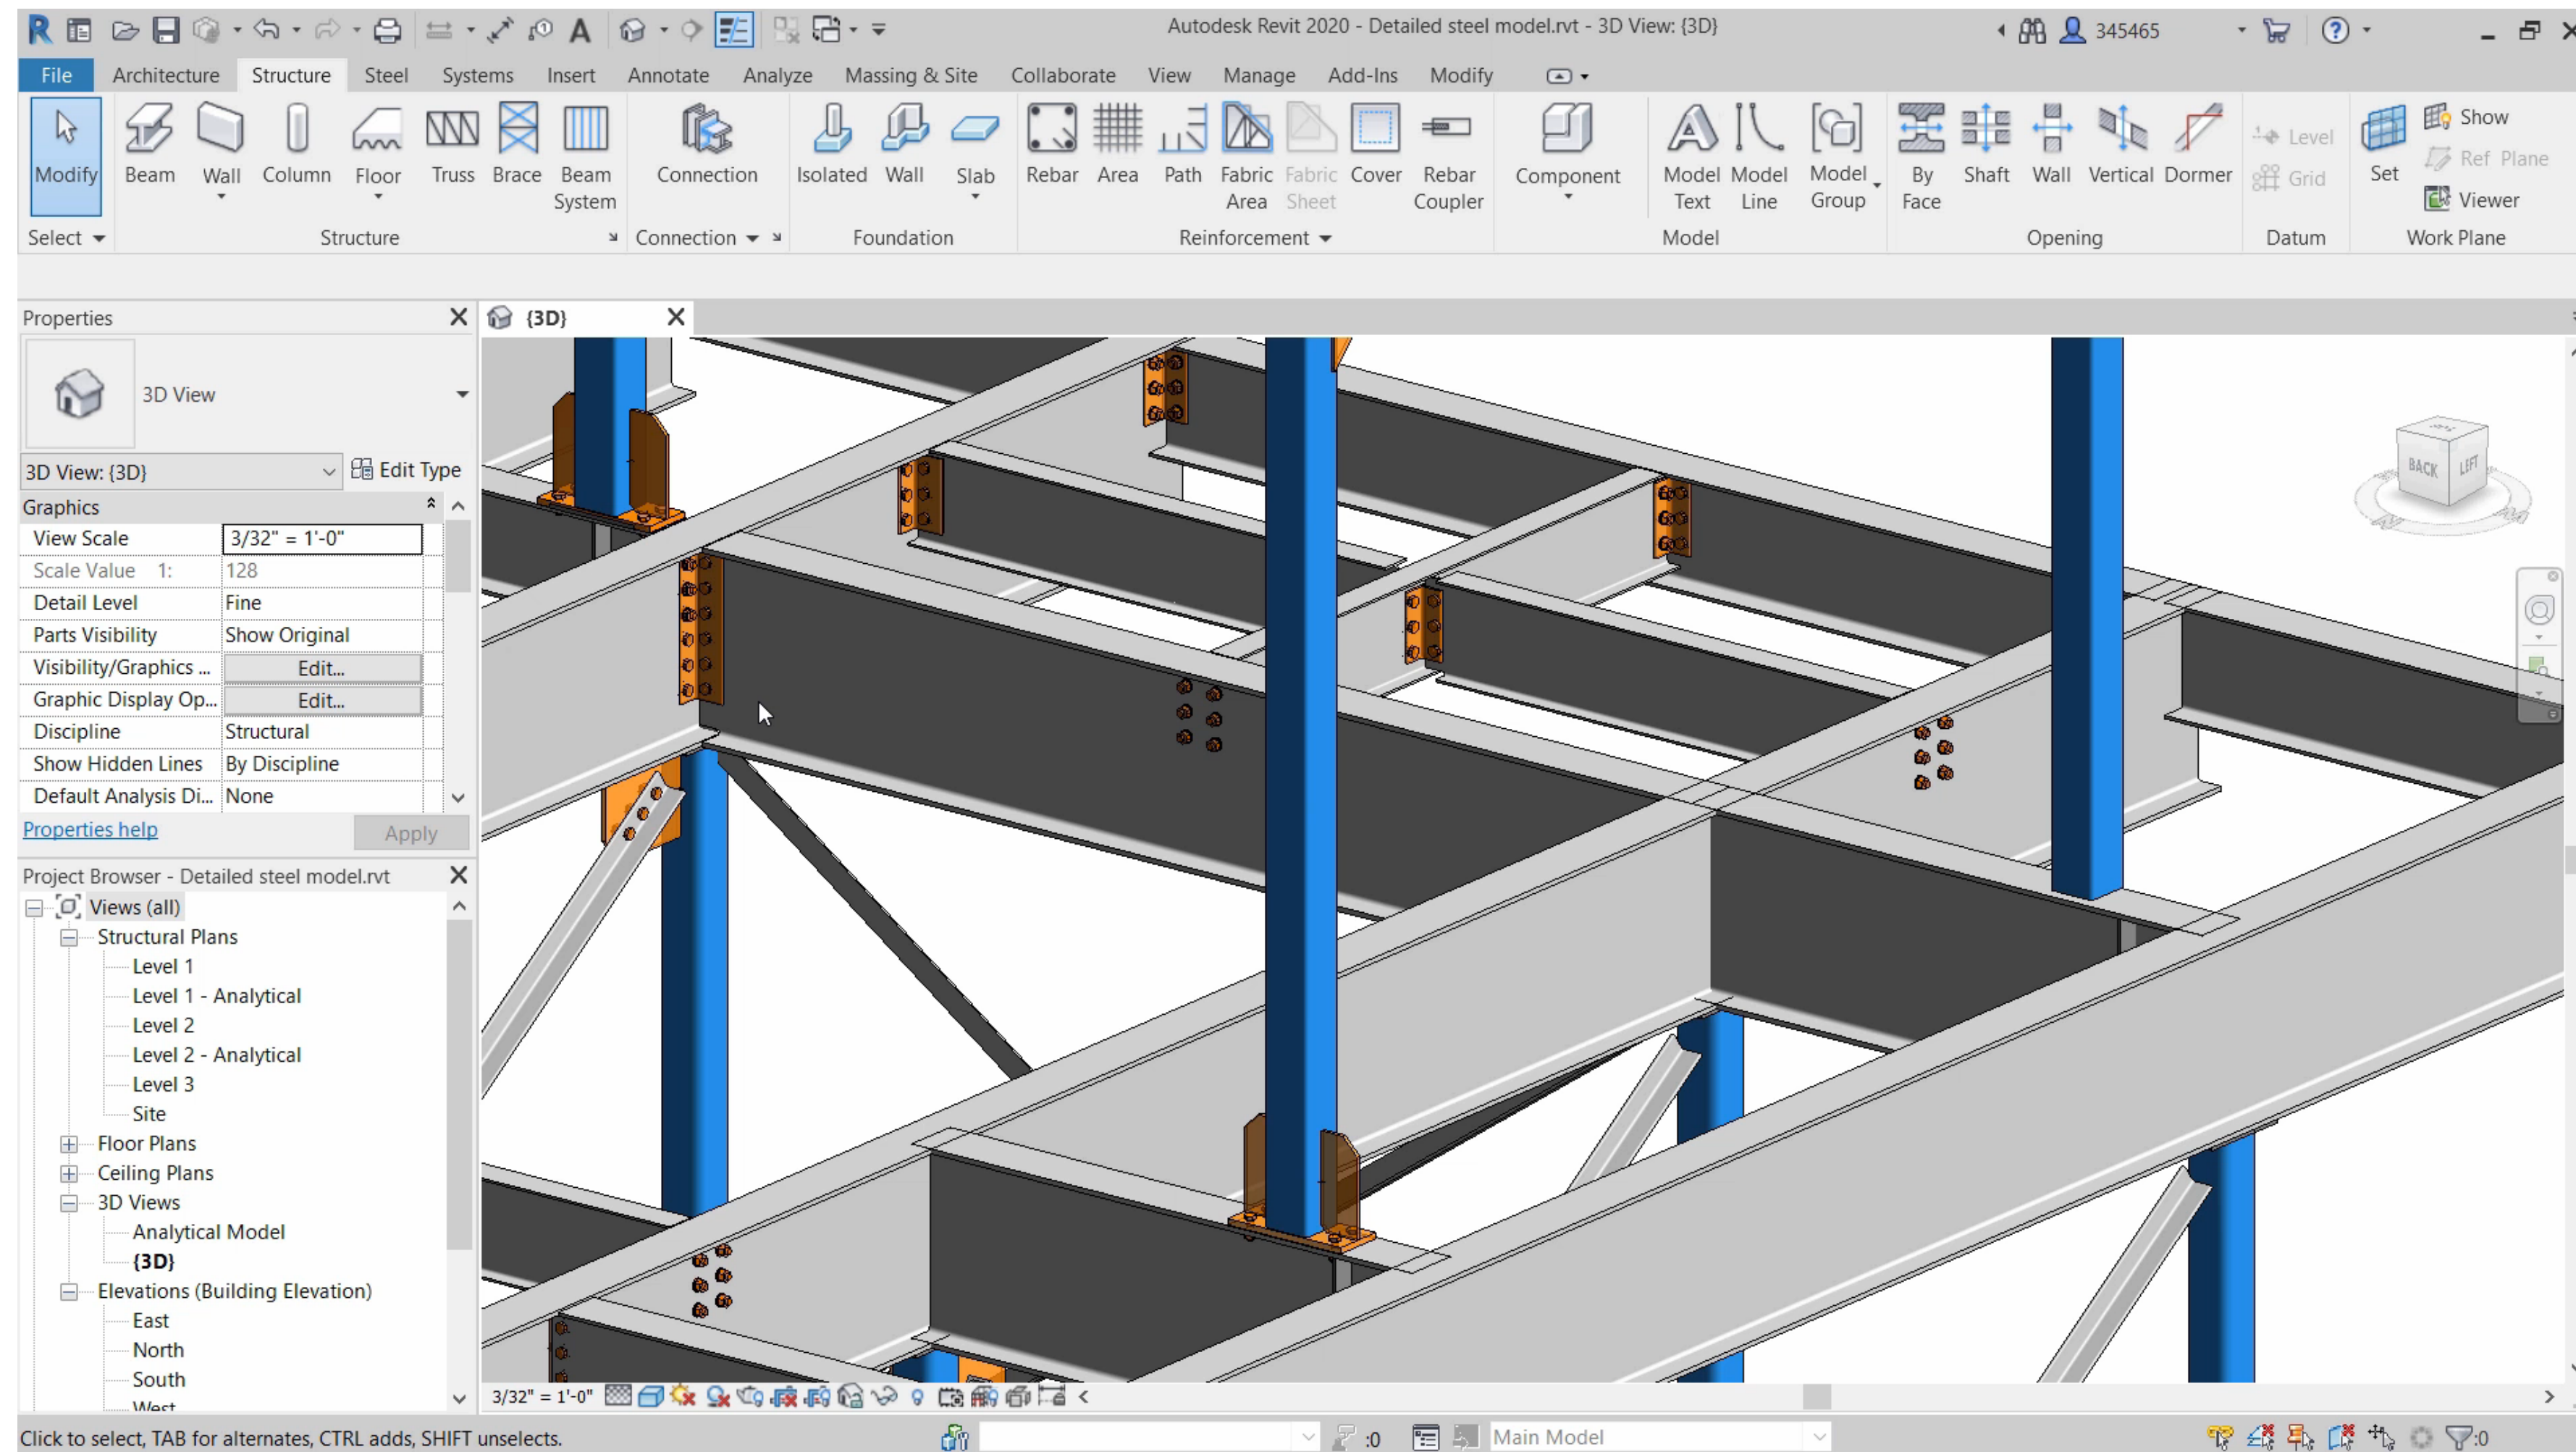 Autodesk Revit 2020 - Detailed steel model.rvt - 3D View: {3D}
345465
File Architecture Structure Steel Systems Insert Annotate Analyze Massing & Site Collaborate View Manage Add-Ins Modify
Modify Beam Wall Column Floor Truss Brace Beam System Connection Isolated Wall Slab Rebar Area Path Fabric Area Fabric Sheet Cover Rebar Coupler Component Model Text Model Line Model Group By Face Shaft Wall Vertical Dormer Level Grid Set Show Ref Plane Viewer
Select Structure Connection Foundation Reinforcement Model Opening Datum Work Plane
Properties
{3D}
3D View
3D View: {3D} Edit Type
Graphics
View Scale 3/32" = 1'-0"
Scale Value 1: 128
Detail Level Fine
Parts Visibility Show Original
Visibility/Graphics ... Edit...
Graphic Display Op... Edit...
Discipline Structural
Show Hidden Lines By Discipline
Default Analysis Di... None
Properties help Apply
Project Browser - Detailed steel model.rvt
Views (all)
Structural Plans
Level 1
Level 1 - Analytical
Level 2
Level 2 - Analytical
Level 3
Site
Floor Plans
Ceiling Plans
3D Views
Analytical Model
{3D}
Elevations (Building Elevation)
East
North
South
West
BACK LEFT
3/32" = 1'-0"
Click to select, TAB for alternates, CTRL adds, SHIFT unselects.
:0
Main Model
:0